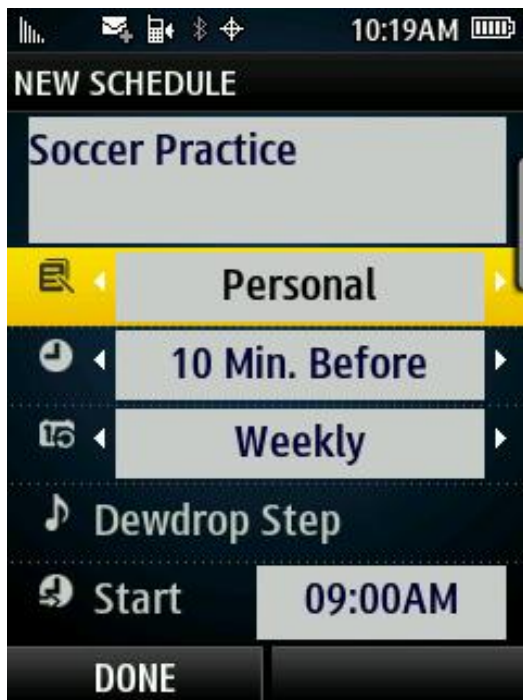 10:19AM
NEW SCHEDULE
Soccer Practice
Personal
10 Min. Before
Weekly
Dewdrop Step
Start 09:00AM
DONE